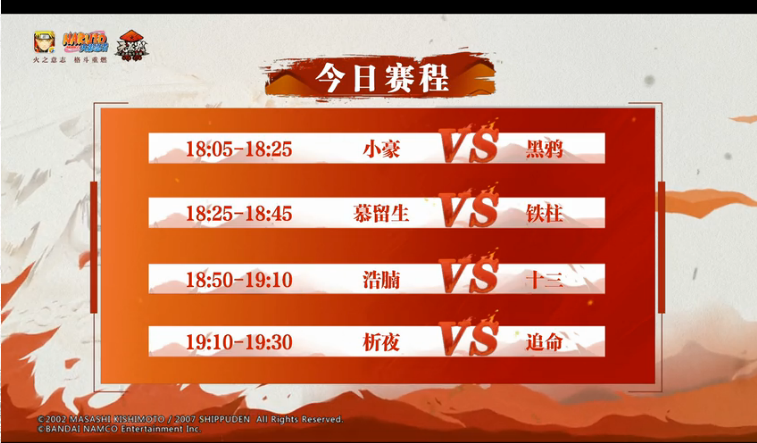 NARUTO
火之意志 格斗重燃
今日赛程
18:05-18:25 小豪 VS 黑鸦
18:25-18:45 慕留生 VS 铁柱
18:50-19:10 浩腩 VS 十三
19:10-19:30 析夜 VS 追命
©2002 MASASHI KISHIMOTO / 2007 SHIPPUDEN All Rights Reserved.
©BANDAI NAMCO Entertainment Inc.